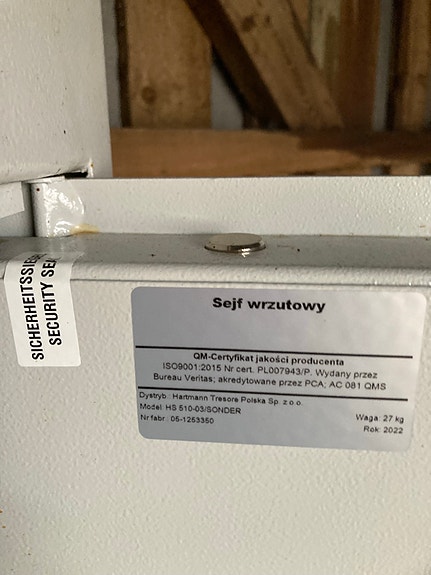 SICHERHEITSSIEGEL
SECURITY SEAL
Sejf wrzutowy
QM-Certyfikat jakości producenta
ISO9001:2015 Nr cert. PL007943/P. Wydany przez
Bureau Veritas; akredytowane przez PCA; AC 081 QMS
Dystryb.: Hartmann Tresore Polska Sp. z o.o.
Model: HS 510-03/SONDER
Waga: 27 kg
Nr fabr.: 05-1253350
Rok: 2022